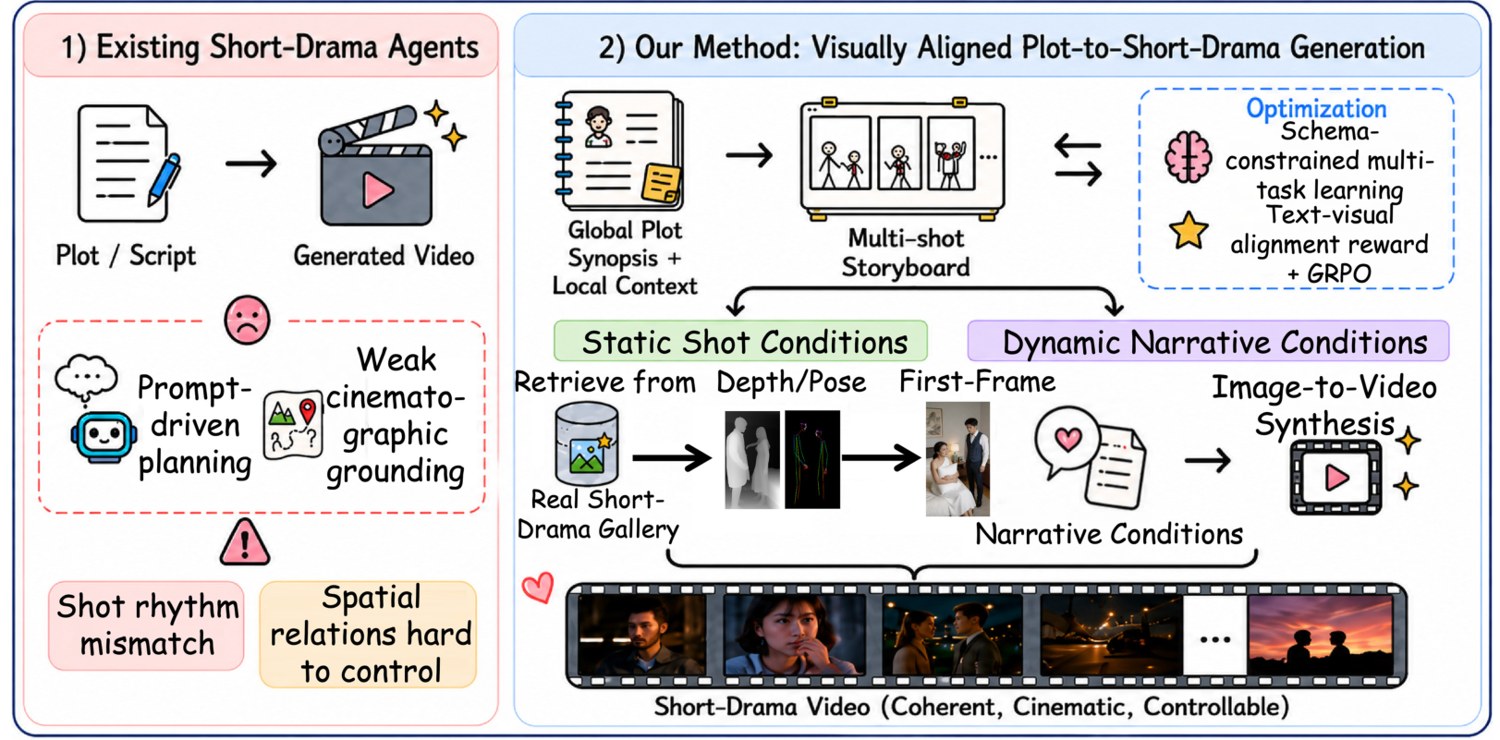 1) Existing Short-Drama Agents
Plot / Script
Generated Video
Prompt-
driven
planning
Weak
cinemato-
graphic
grounding
Shot rhythm
mismatch
Spatial
relations hard
to control
2) Our Method: Visually Aligned Plot-to-Short-Drama Generation
Global Plot
Synopsis +
Local Context
Multi-shot
Storyboard
Optimization
Schema-
constrained multi-
task learning
Text-visual
alignment reward
+ GRPO
Static Shot Conditions
Dynamic Narrative Conditions
Retrieve from
Real Short-
Drama Gallery
Depth/Pose
First-Frame
Narrative Conditions
Image-to-Video
Synthesis
Short-Drama Video (Coherent, Cinematic, Controllable)